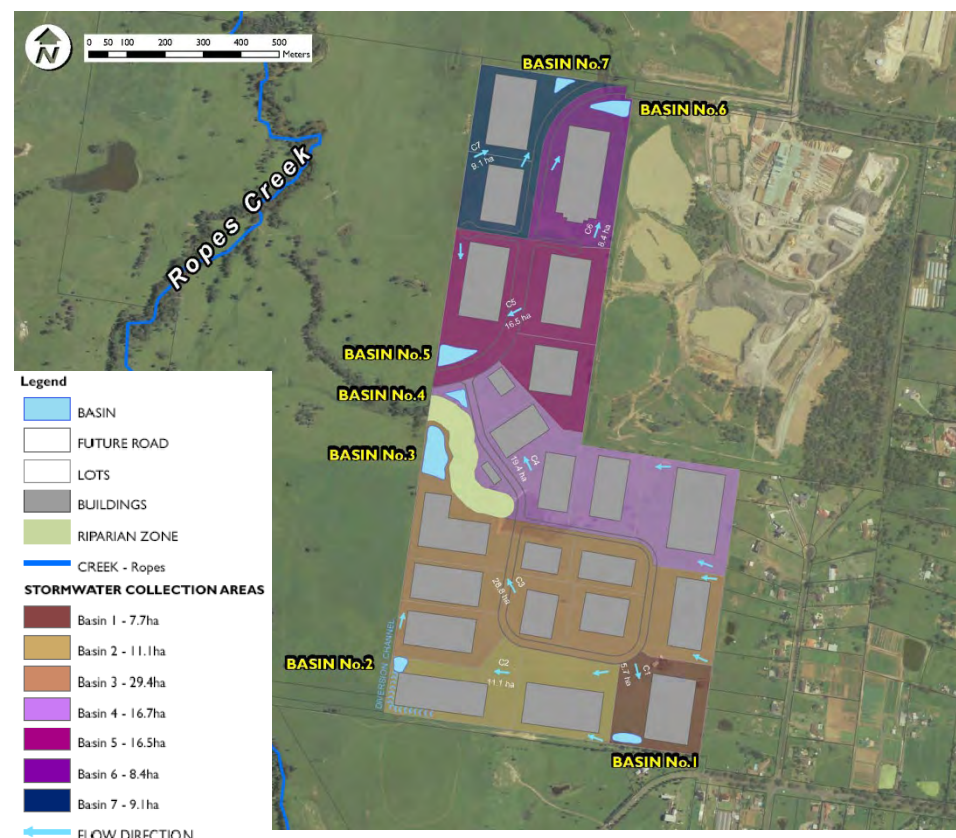 N
0 50 100 200 300 400 500
Meters
BASIN No.7
BASIN No.6
C7
9.1 ha
C6
8.4 ha
Ropes Creek
C5
16.5 ha
BASIN No.5
BASIN No.4
BASIN No.3
C4
19.4 ha
C3
28.8 ha
BASIN No.2
DIVERSION CHANNEL
C2
11.1 ha
C1
BASIN No.1
Legend
BASIN
FUTURE ROAD
LOTS
BUILDINGS
RIPARIAN ZONE
CREEK - Ropes
STORMWATER COLLECTION AREAS
Basin 1 - 7.7ha
Basin 2 - 11.1ha
Basin 3 - 29.4ha
Basin 4 - 16.7ha
Basin 5 - 16.5ha
Basin 6 - 8.4ha
Basin 7 - 9.1ha
FLOW DIRECTION